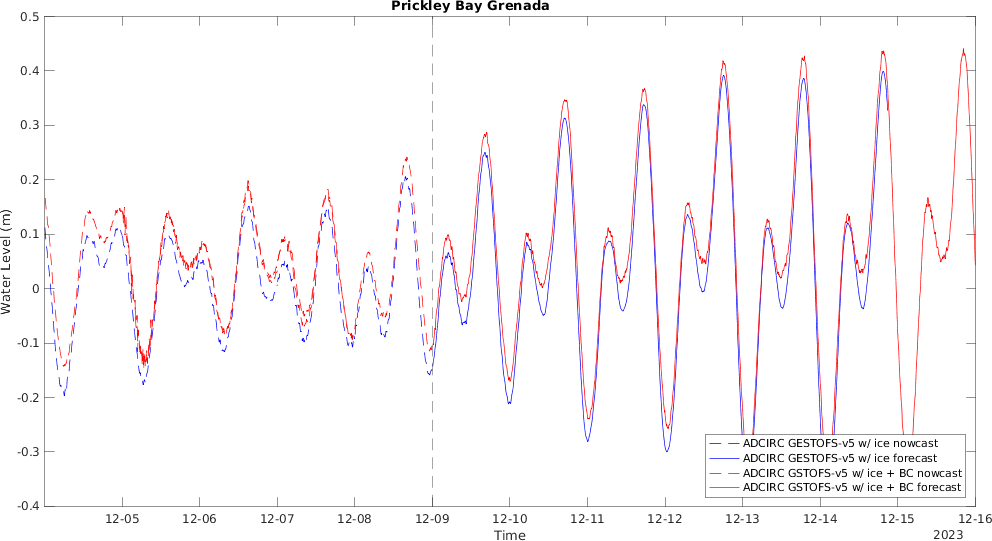 Prickley Bay Grenada
0.5
0.4
0.3
0.2
0.1
0
-0.1
-0.2
-0.3
-0.4
Water Level (m)
12-05 12-06 12-07 12-08 12-09 12-10 12-11 12-12 12-13 12-14 12-15 12-16
Time
2023
ADCIRC GESTOFS-v5 w/ ice nowcast
ADCIRC GESTOFS-v5 w/ ice forecast
ADCIRC GSTOFS-v5 w/ ice + BC nowcast
ADCIRC GSTOFS-v5 w/ ice + BC forecast